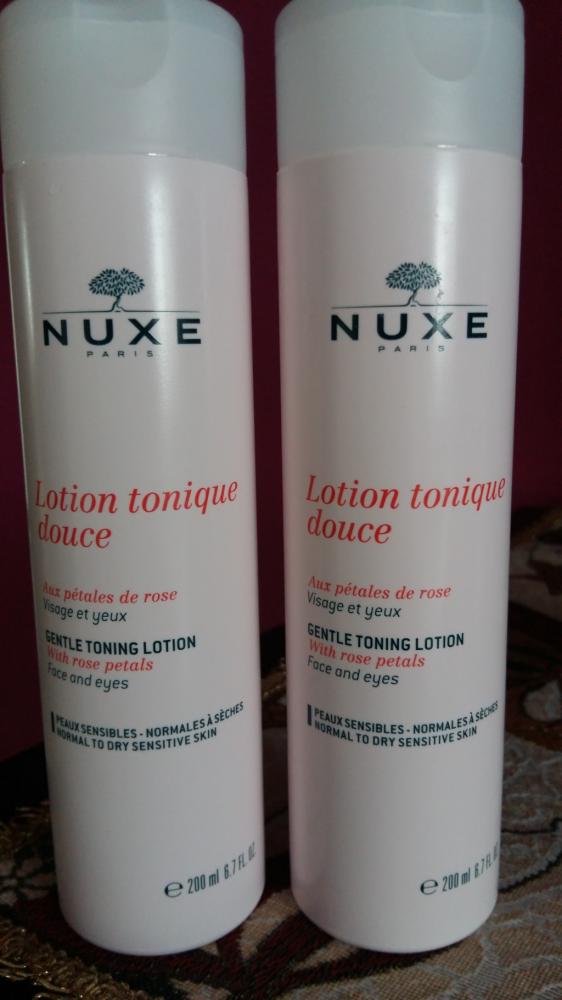 NUXE
PARIS
Lotion tonique
douce
Aux pétales de rose
Visage et yeux
GENTLE TONING LOTION
With rose petals
Face and eyes
PEAUX SENSIBLES - NORMALES À SÈCHES
NORMAL TO DRY SENSITIVE SKIN
℮ 200 ml 6.7 FL. OZ.
NUXE
PARIS
Lotion tonique
douce
Aux pétales de rose
Visage et yeux
GENTLE TONING LOTION
With rose petals
Face and eyes
PEAUX SENSIBLES - NORMALES À SÈCHES
NORMAL TO DRY SENSITIVE SKIN
℮ 200 ml 6.7 FL.